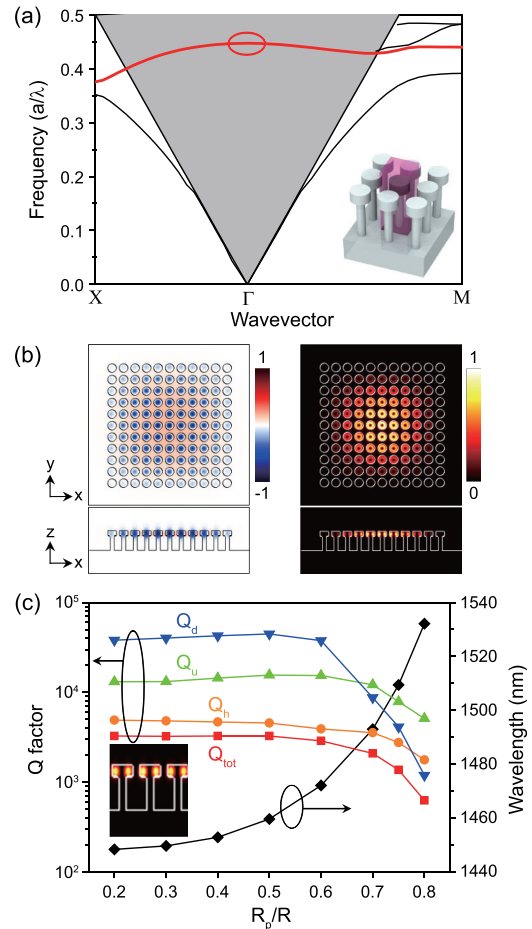 (a)
0.5
0.4
0.3
0.2
0.1
0.0
Frequency (a/λ)
X
Γ
M
Wavevector
(b)
1
-1
1
0
y
x
z
x
(c)
10^5
10^4
10^3
10^2
Q factor
Q_d
Q_u
Q_h
Q_tot
1540
1520
1500
1480
1460
1440
Wavelength (nm)
0.2 0.3 0.4 0.5 0.6 0.7 0.8
R_p/R